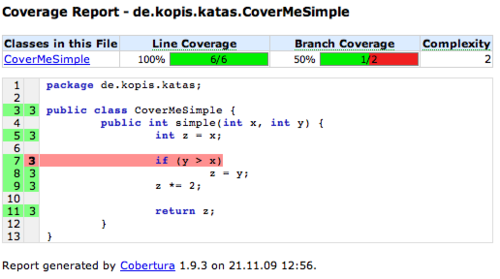 Coverage Report - de.kopis.katas.CoverMeSimple
Classes in this File Line Coverage Branch Coverage Complexity
CoverMeSimple 100% 6/6 50% 1/2 2
1 package de.kopis.katas;
2
3 3 public class CoverMeSimple {
4 public int simple(int x, int y) {
5 3 int z = x;
6
7 3 if (y > x)
8 3 z = y;
9 3 z *= 2;
10
11 3 return z;
12 }
13 }
Report generated by Cobertura 1.9.3 on 21.11.09 12:56.